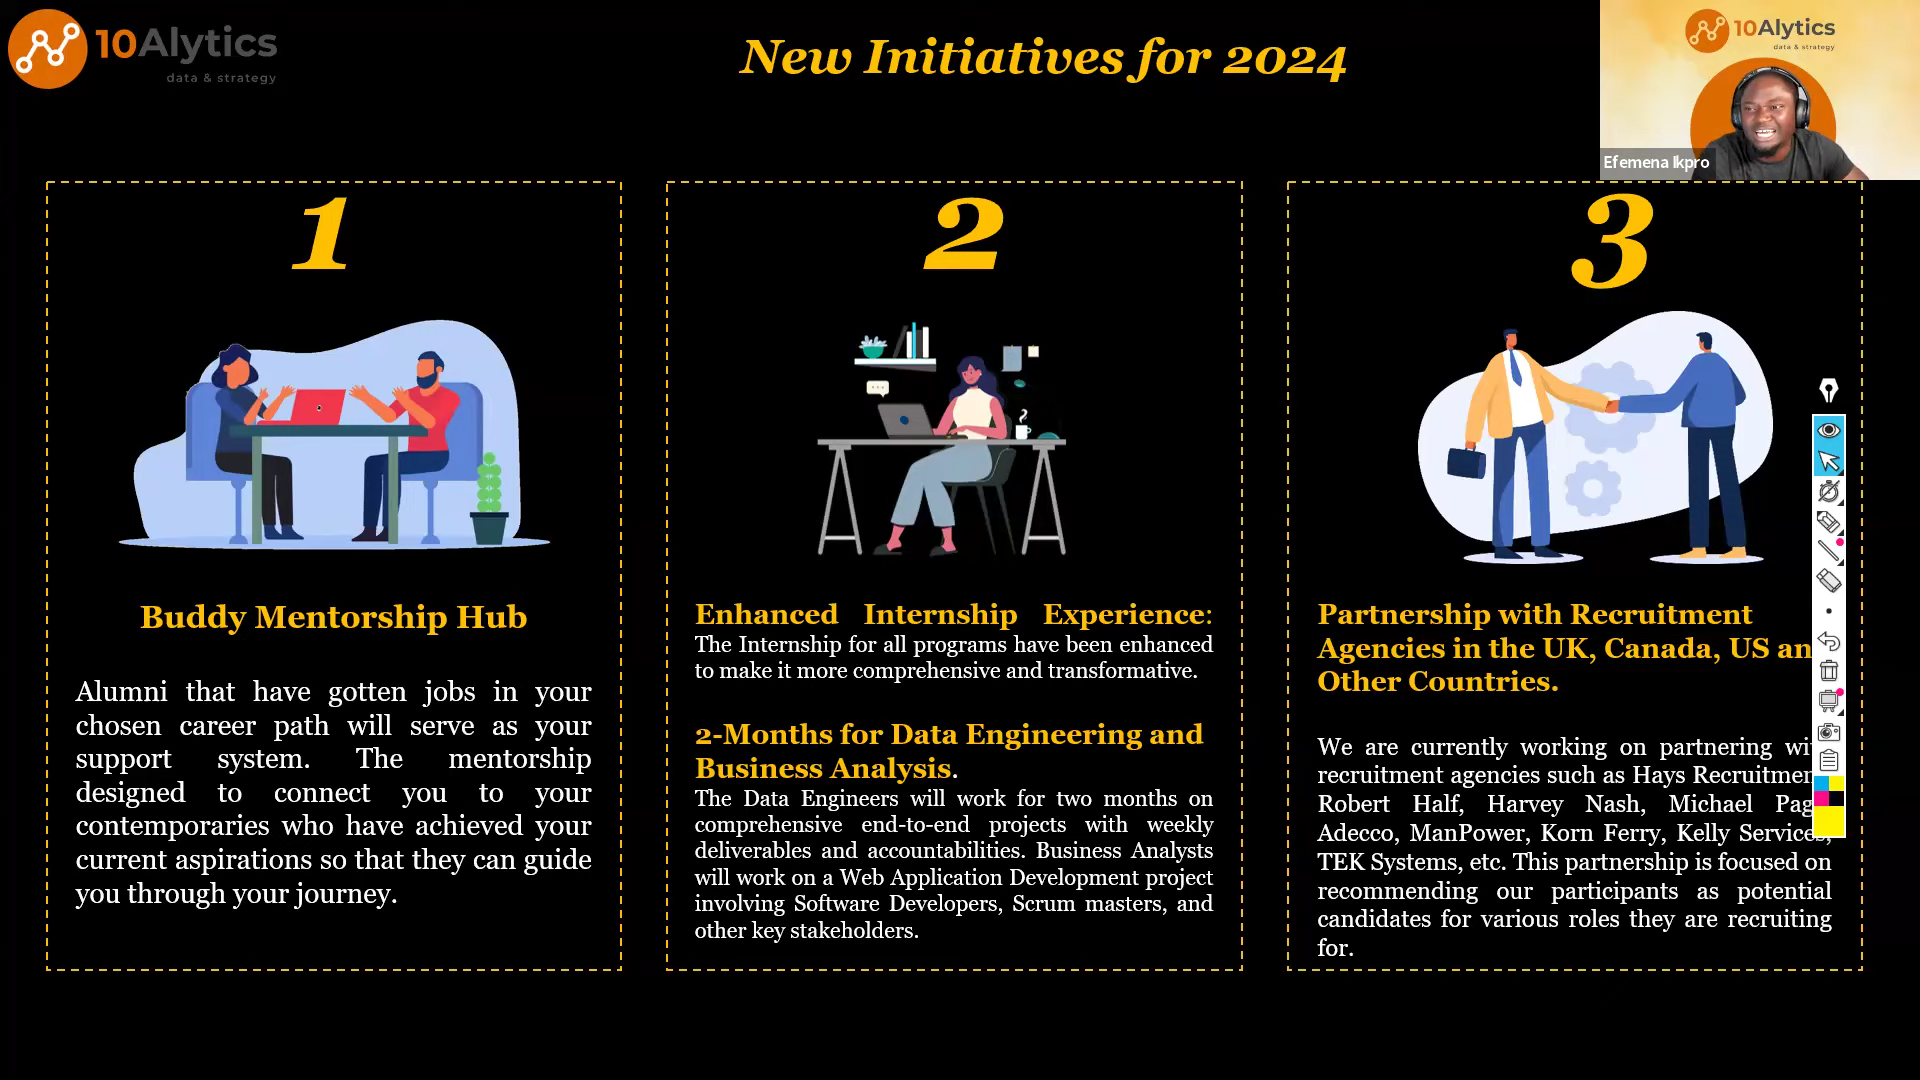 10Alytics
data & strategy
New Initiatives for 2024
10Alytics
data & strategy
Efemena Ikpro
1
Buddy Mentorship Hub
Alumni that have gotten jobs in your
chosen career path will serve as your
support system. The mentorship
designed to connect you to your
contemporaries who have achieved your
current aspirations so that they can guide
you through your journey.
2
Enhanced Internship Experience:
The Internship for all programs have been enhanced
to make it more comprehensive and transformative.
2-Months for Data Engineering and
Business Analysis.
The Data Engineers will work for two months on
comprehensive end-to-end projects with weekly
deliverables and accountabilities. Business Analysts
will work on a Web Application Development project
involving Software Developers, Scrum masters, and
other key stakeholders.
3
Partnership with Recruitment
Agencies in the UK, Canada, US an
Other Countries.
We are currently working on partnering wi
recruitment agencies such as Hays Recruitmen
Robert Half, Harvey Nash, Michael Pag
Adecco, ManPower, Korn Ferry, Kelly Services,
TEK Systems, etc. This partnership is focused on
recommending our participants as potential
candidates for various roles they are recruiting
for.